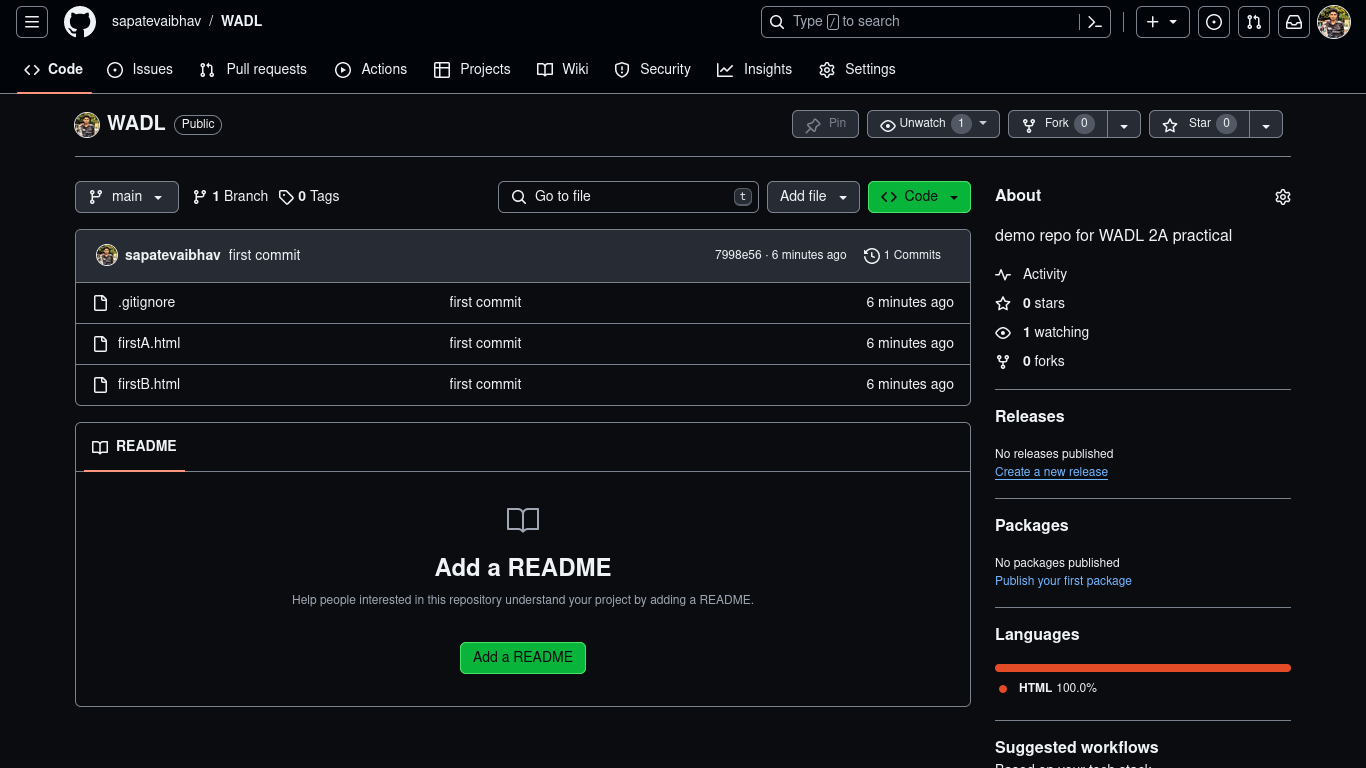 sapatevaibhav / WADL
Type / to search
Code Issues Pull requests Actions Projects Wiki Security Insights Settings
WADL Public
Pin Unwatch 1 Fork 0 Star 0
main 1 Branch 0 Tags Go to file t Add file Code
sapatevaibhav first commit 7998e56 · 6 minutes ago 1 Commits
.gitignore first commit 6 minutes ago
firstA.html first commit 6 minutes ago
firstB.html first commit 6 minutes ago
README
Add a README
Help people interested in this repository understand your project by adding a README.
Add a README
About
demo repo for WADL 2A practical
Activity
0 stars
1 watching
0 forks
Releases
No releases published
Create a new release
Packages
No packages published
Publish your first package
Languages
HTML 100.0%
Suggested workflows
Based on your tech stack